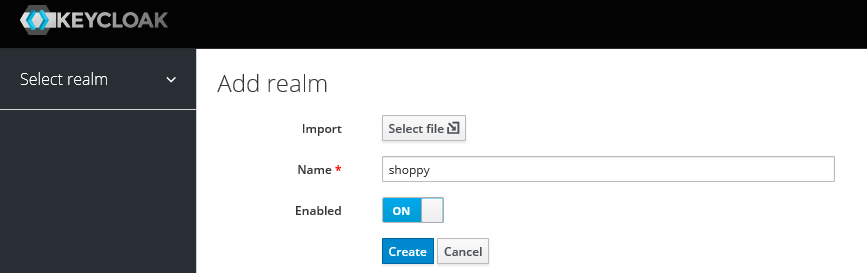 KEYCLOAK
Select realm
Add realm
Import Select file
Name * shoppy
Enabled ON
Create Cancel